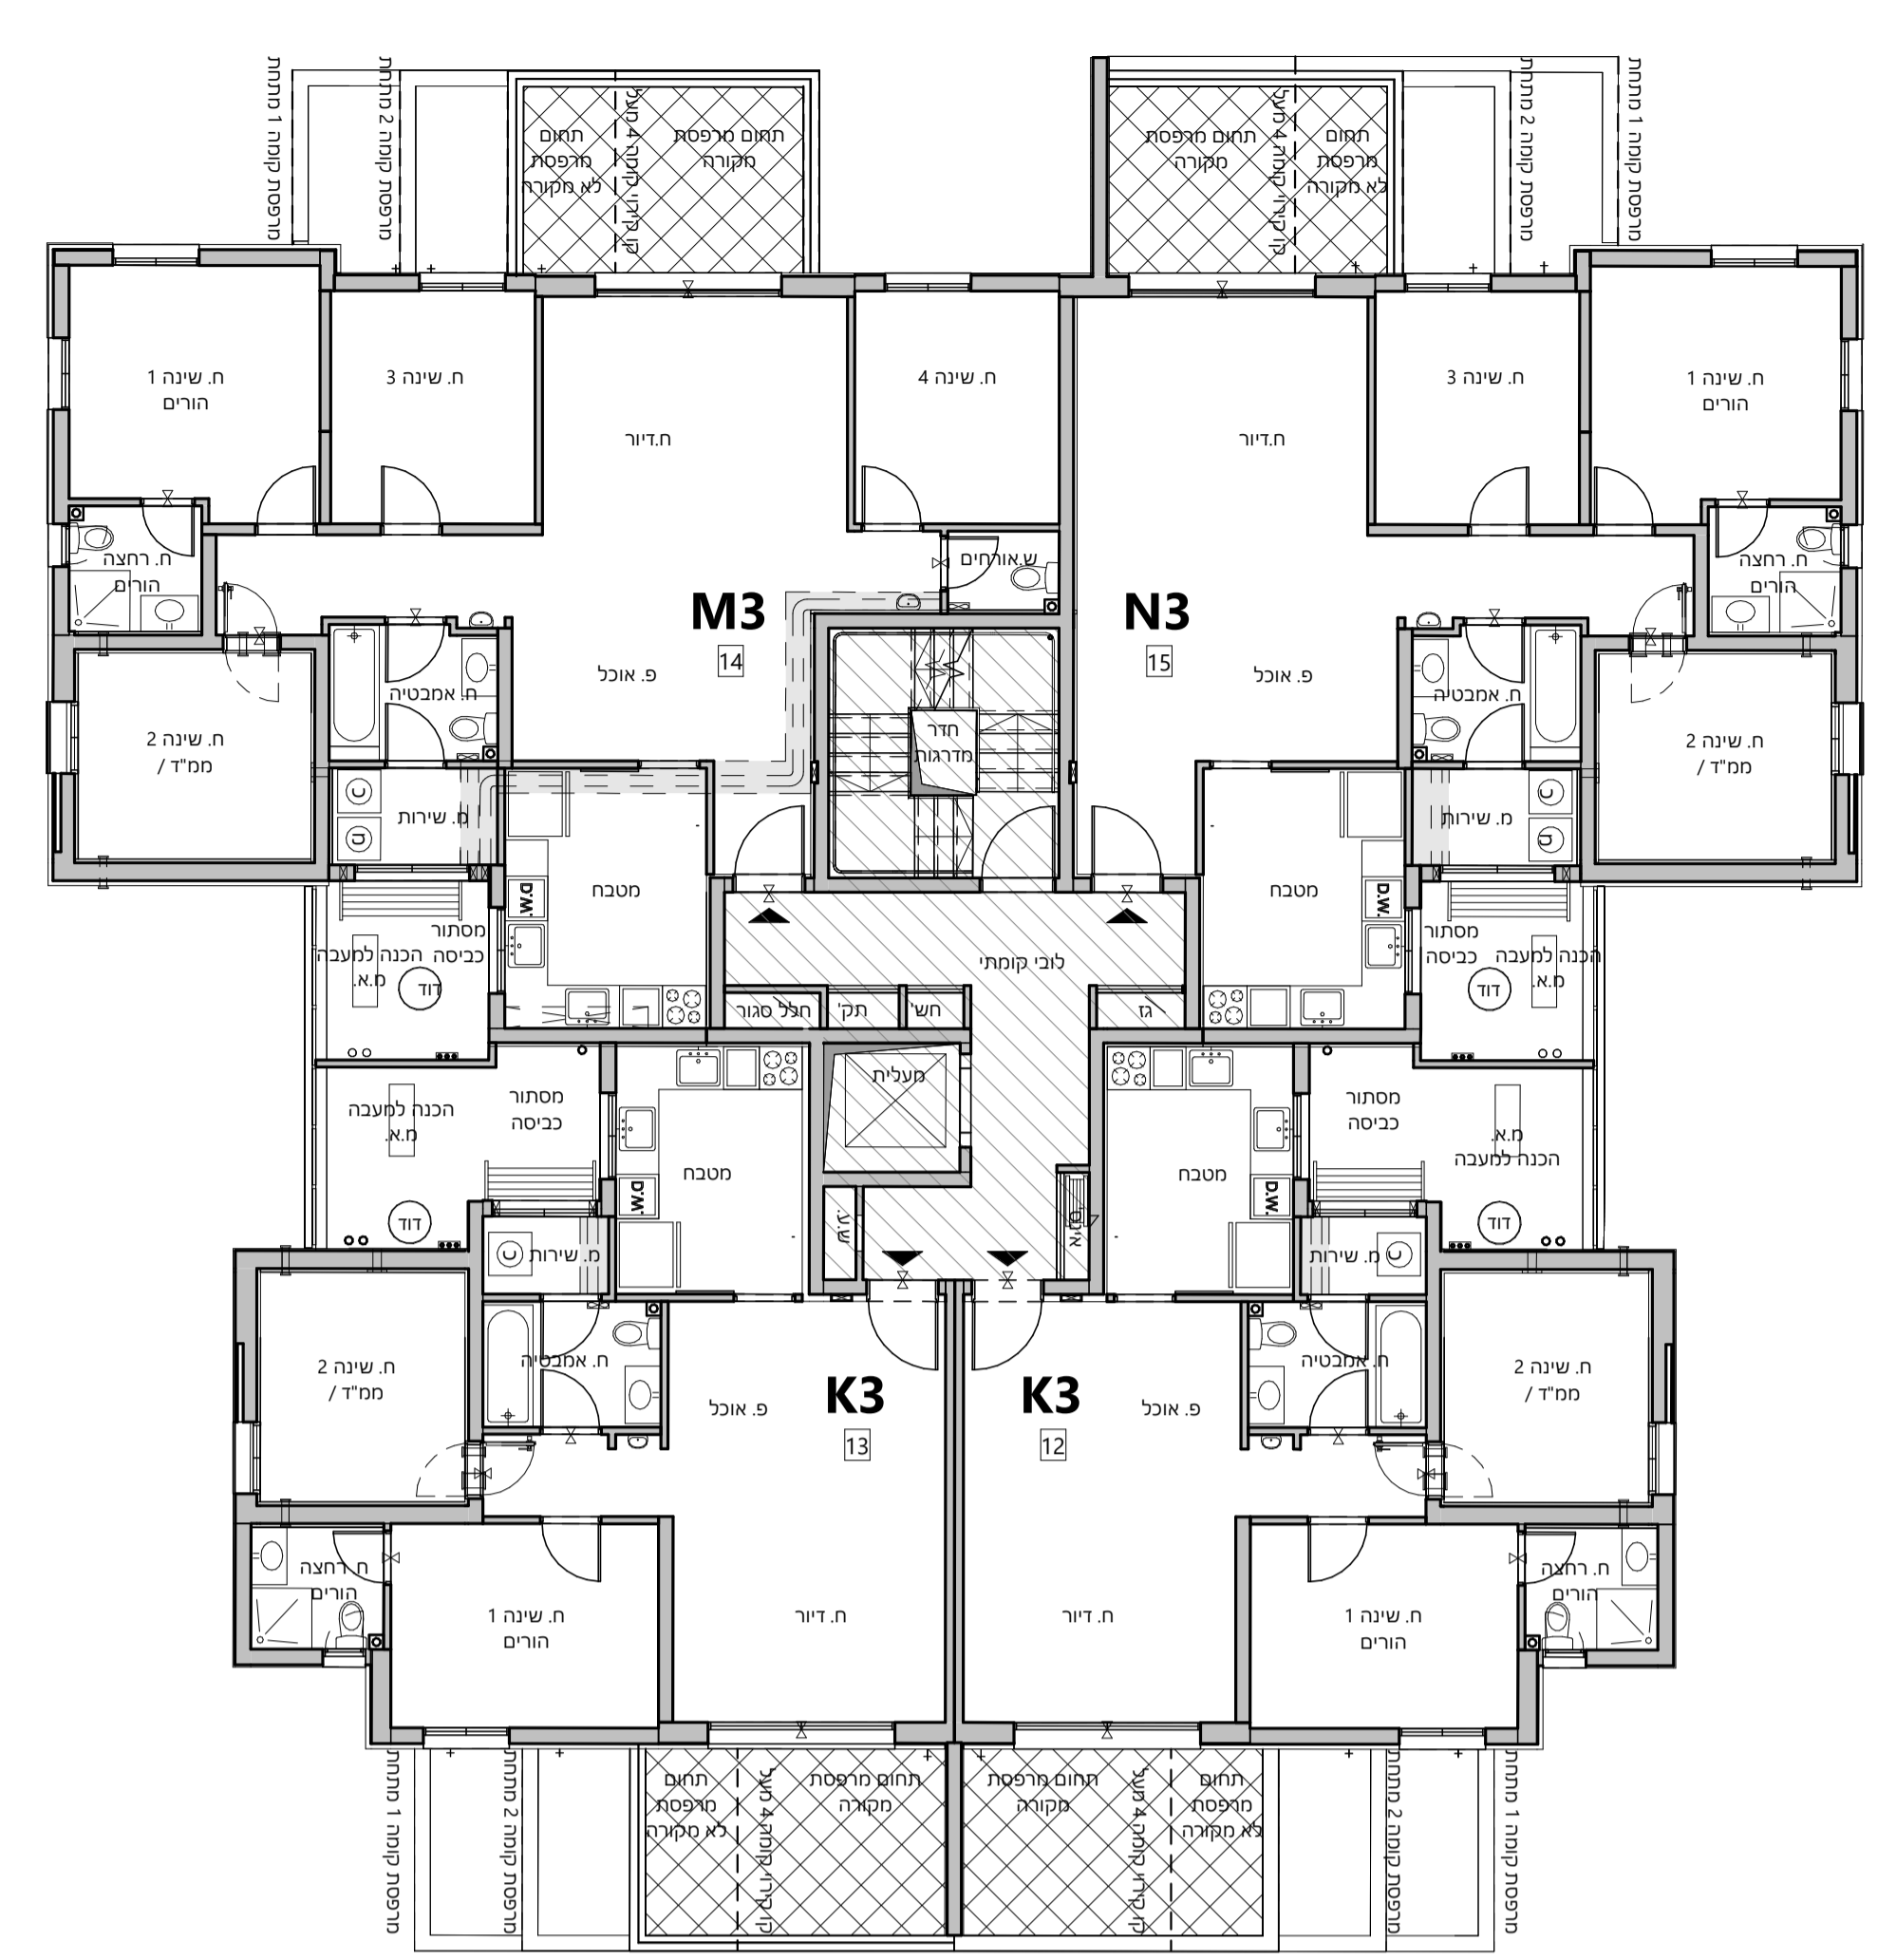 מרפסת קומה 1 מתחת
מרפסת קומה 2 מתחת
תחום
מרפסת
לא מקורה
קו קירוי קומה 4 מעל
תחום מרפסת
מקורה
תחום מרפסת
מקורה
קו קירוי קומה 4 מעל
תחום
מרפסת
לא מקורה
מרפסת קומה 2 מתחת
מרפסת קומה 1 מתחת
ח. שינה 1
הורים
ח. שינה 3
ח.דיור
ח. שינה 4
ח.דיור
ח. שינה 3
ח. שינה 1
הורים
ח. רחצה
הורים
ש.אורחים
ח. רחצה
הורים
M3
14
N3
15
פ. אוכל
פ. אוכל
ח. אמבטיה
ח. אמבטיה
ח. שינה 2
/ ממ"ד
חדר
מדרגות
ח. שינה 2
/ ממ"ד
כ
מ
מ. שירות
מ. שירות
כ
מ
מטבח
D.W.
מטבח
D.W.
מסתור
כביסה
הכנה למעבה
מ.א.
דוד
לובי קומתי
מסתור
כביסה
הכנה למעבה
מ.א.
דוד
חלל סגור
תק'
חש'
גז
מעלית
הכנה למעבה
מ.א.
מסתור
כביסה
דוד
מטבח
D.W.
מטבח
D.W.
מסתור
כביסה
מ.א.
הכנה למעבה
דוד
ש.ע.
אינס'
כ
מ. שירות
מ. שירות
כ
ח. שינה 2
/ ממ"ד
ח. אמבטיה
פ. אוכל
K3
13
K3
12
פ. אוכל
ח. אמבטיה
ח. שינה 2
/ ממ"ד
ח. רחצה
הורים
ח. שינה 1
הורים
ח. דיור
ח. דיור
ח. שינה 1
הורים
ח. רחצה
הורים
מרפסת קומה 1 מתחת
מרפסת קומה 2 מתחת
תחום
מרפסת
לא מקורה
קו קירוי קומה 4 מעל
תחום מרפסת
מקורה
תחום מרפסת
מקורה
קו קירוי קומה 4 מעל
תחום
מרפסת
לא מקורה
מרפסת קומה 2 מתחת
מרפסת קומה 1 מתחת